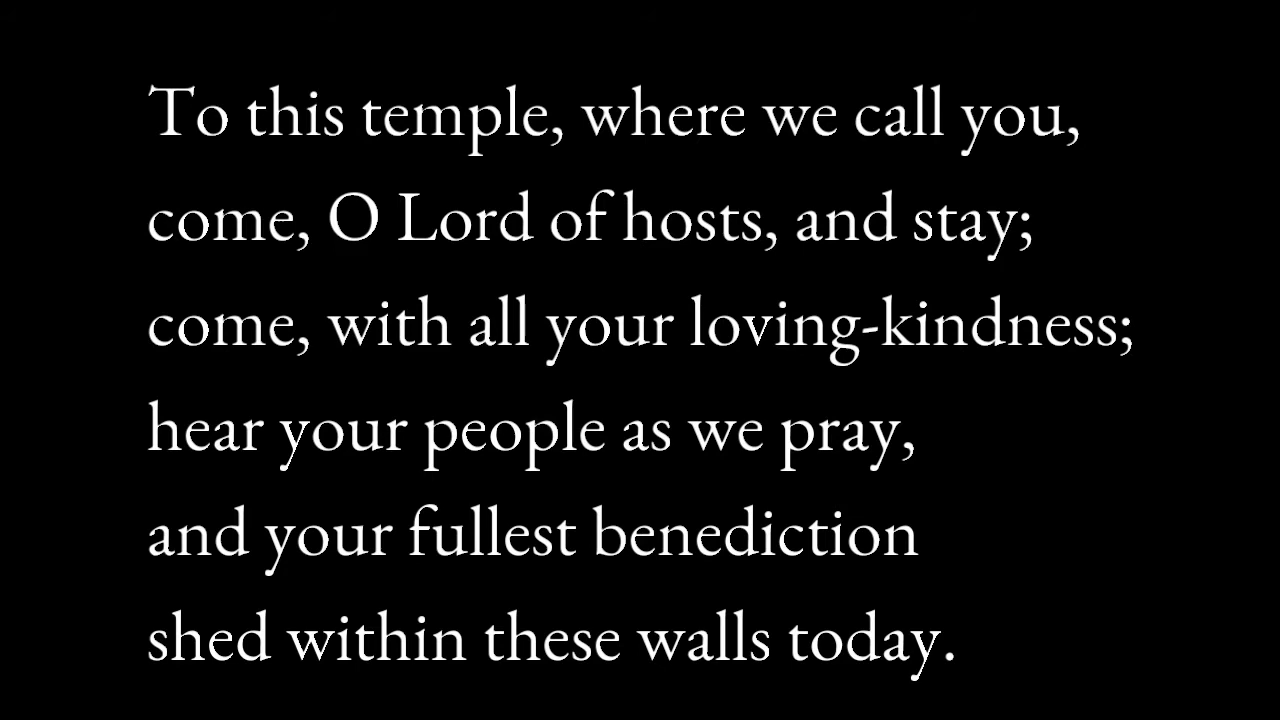 To this temple, where we call you,
come, O Lord of hosts, and stay;
come, with all your loving-kindness;
hear your people as we pray,
and your fullest benediction
shed within these walls today.